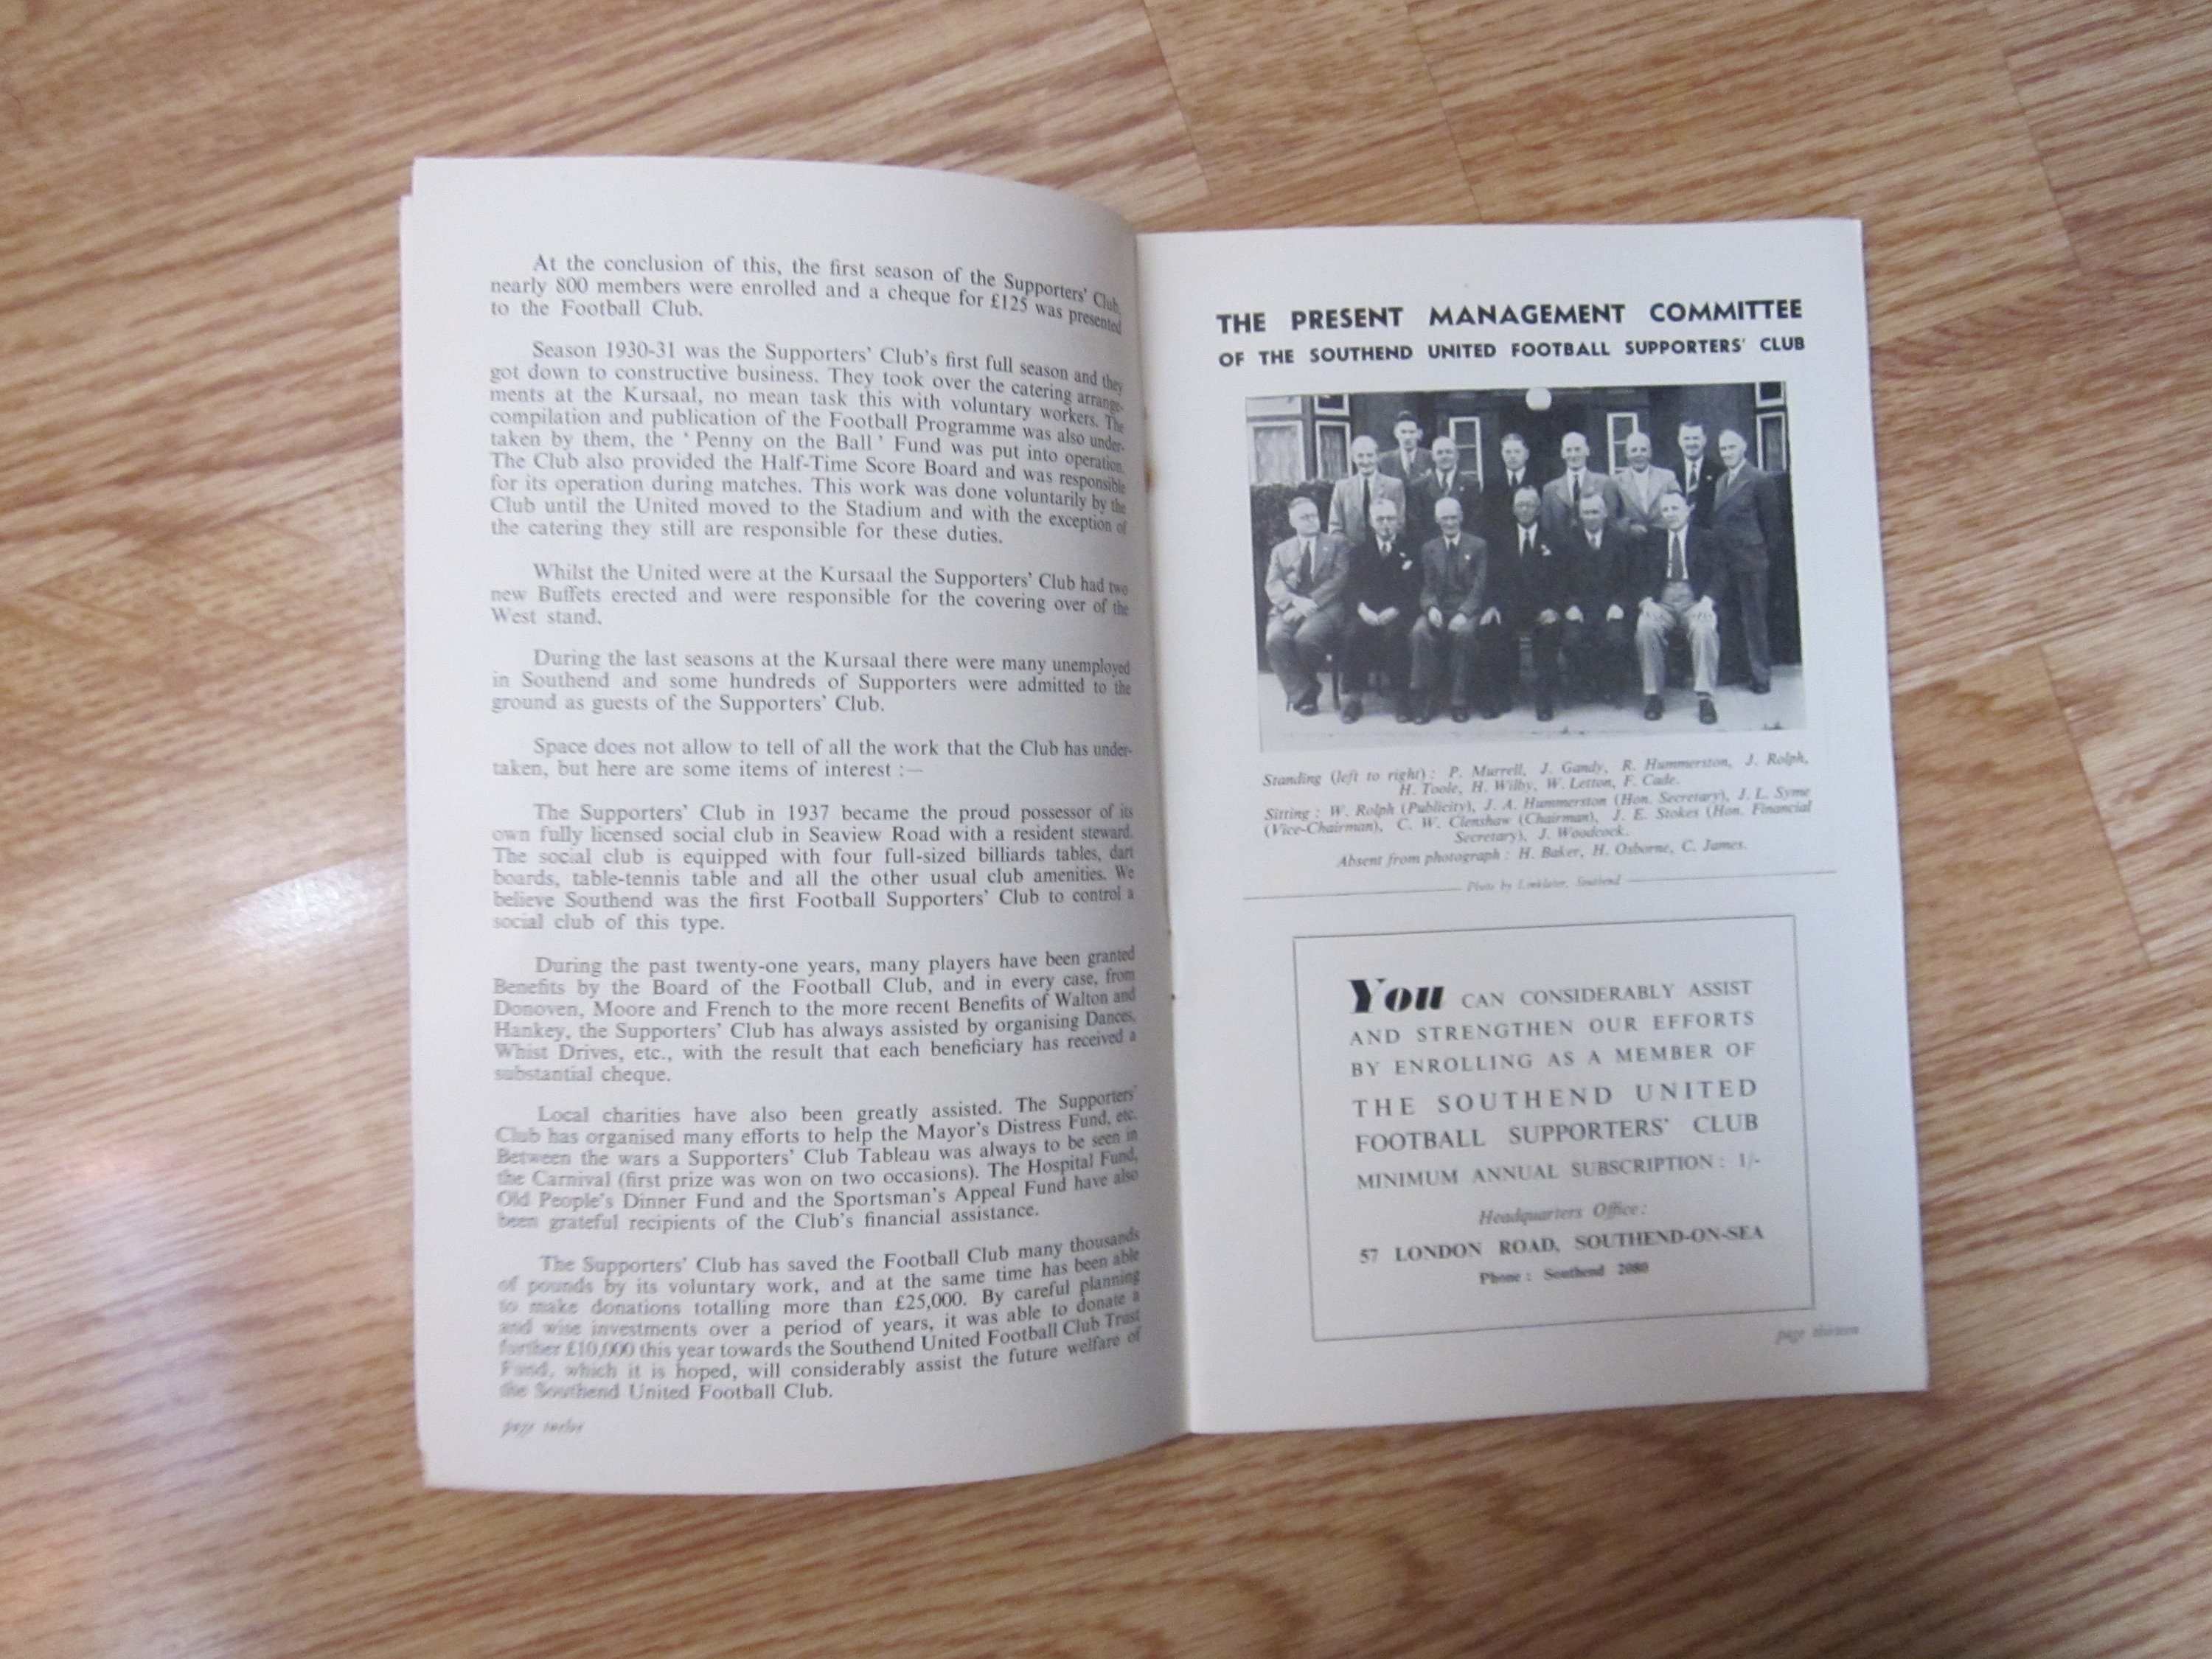 At the conclusion of this, the first season of the Supporters' Club,
nearly 800 members were enrolled and a cheque for £125 was presented
to the Football Club.
Season 1930-31 was the Supporters' Club's first full season and they
got down to constructive business. They took over the catering arrange-
ments at the Kursaal, no mean task this with voluntary workers. The
compilation and publication of the Football Programme was also under-
taken by them, the ' Penny on the Ball ' Fund was put into operation.
The Club also provided the Half-Time Score Board and was responsible
for its operation during matches. This work was done voluntarily by the
Club until the United moved to the Stadium and with the exception of
the catering they still are responsible for these duties.
Whilst the United were at the Kursaal the Supporters' Club had two
new Buffets erected and were responsible for the covering over of the
West stand.
During the last seasons at the Kursaal there were many unemployed
in Southend and some hundreds of Supporters were admitted to the
ground as guests of the Supporters' Club.
Space does not allow to tell of all the work that the Club has under-
taken, but here are some items of interest :—
The Supporters' Club in 1937 became the proud possessor of its
own fully licensed social club in Seaview Road with a resident steward.
The social club is equipped with four full-sized billiards tables, dart
boards, table-tennis table and all the other usual club amenities. We
believe Southend was the first Football Supporters' Club to control a
social club of this type.
During the past twenty-one years, many players have been granted
Benefits by the Board of the Football Club, and in every case, from
Donoven, Moore and French to the more recent Benefits of Walton and
Hankey, the Supporters' Club has always assisted by organising Dances,
Whist Drives, etc., with the result that each beneficiary has received a
substantial cheque.
Local charities have also been greatly assisted. The Supporters'
Club has organised many efforts to help the Mayor's Distress Fund, etc.
Between the wars a Supporters' Club Tableau was always to be seen in
the Carnival (first prize was won on two occasions). The Hospital Fund,
Old People's Dinner Fund and the Sportsman's Appeal Fund have also
been grateful recipients of the Club's financial assistance.
The Supporters' Club has saved the Football Club many thousands
of pounds by its voluntary work, and at the same time has been able
to make donations totalling more than £25,000. By careful planning
and wise investments over a period of years, it was able to donate a
further £10,000 this year towards the Southend United Football Club Trust
Fund, which it is hoped, will considerably assist the future welfare of
the Southend United Football Club.
page twelve
THE PRESENT MANAGEMENT COMMITTEE
OF THE SOUTHEND UNITED FOOTBALL SUPPORTERS' CLUB
Standing (left to right) : P. Murrell, J. Gandy, R. Hummerston, J. Rolph,
H. Toole, H. Wilby, W. Letton, F. Cade.
Sitting : W. Rolph (Publicity), J. A. Hummerston (Hon. Secretary), J. L. Syme
(Vice-Chairman), C. W. Clenshaw (Chairman), J. E. Stokes (Hon. Financial
Secretary), J. Woodcock.
Absent from photograph : H. Baker, H. Osborne, C. James.
Photo by Linklater, Southend
You CAN CONSIDERABLY ASSIST
AND STRENGTHEN OUR EFFORTS
BY ENROLLING AS A MEMBER OF
THE SOUTHEND UNITED
FOOTBALL SUPPORTERS' CLUB
MINIMUM ANNUAL SUBSCRIPTION : 1/-
Headquarters Office :
57 LONDON ROAD, SOUTHEND-ON-SEA
Phone : Southend 2080
page thirteen